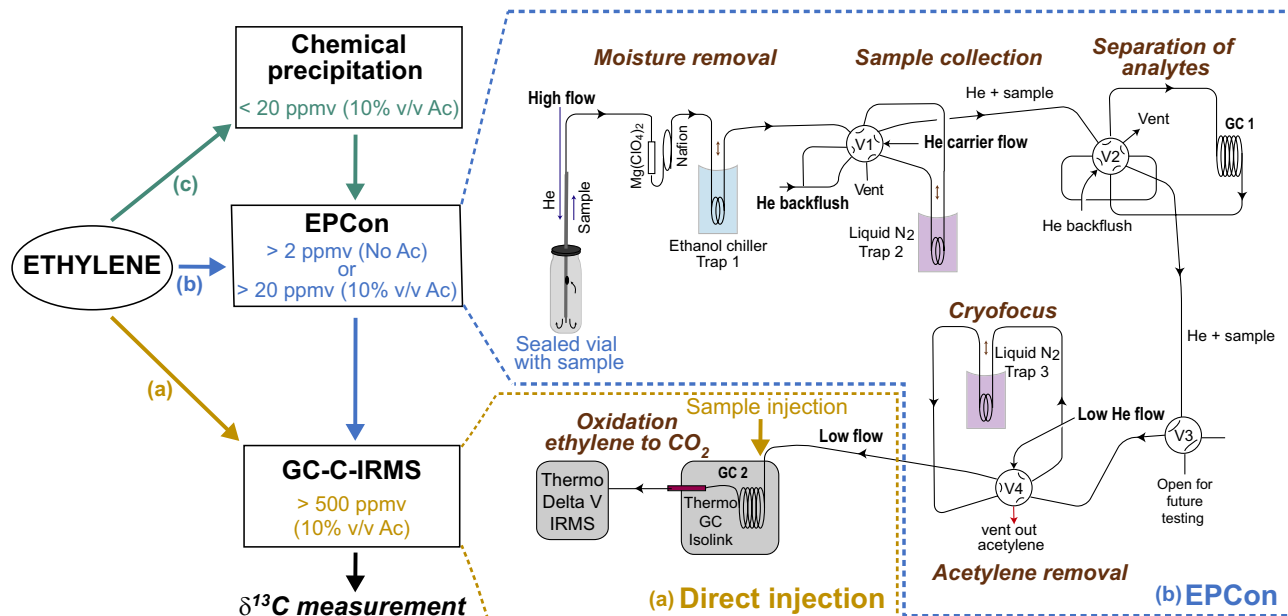 Chemical
precipitation
< 20 ppmv (10% v/v Ac)
(c)
EPCon
> 2 ppmv (No Ac)
or
> 20 ppmv (10% v/v Ac)
ETHYLENE
(b)
(a)
GC-C-IRMS
> 500 ppmv
(10% v/v Ac)
δ¹³C measurement
Moisture removal
High flow
He
Sample
Mg(ClO₄)₂
Nafion
Ethanol chiller
Trap 1
Sealed vial
with sample
Sample collection
V1
He carrier flow
Vent
He backflush
Liquid N₂
Trap 2
He + sample
Separation of
analytes
Vent
V2
GC 1
He backflush
He + sample
Cryofocus
Liquid N₂
Trap 3
Low He flow
V3
Open for
future
testing
V4
vent out
acetylene
Acetylene removal
(b) EPCon
Sample injection
Oxidation
ethylene to CO₂
Low flow
GC 2
Thermo
GC
Isolink
Thermo
Delta V
IRMS
(a) Direct injection